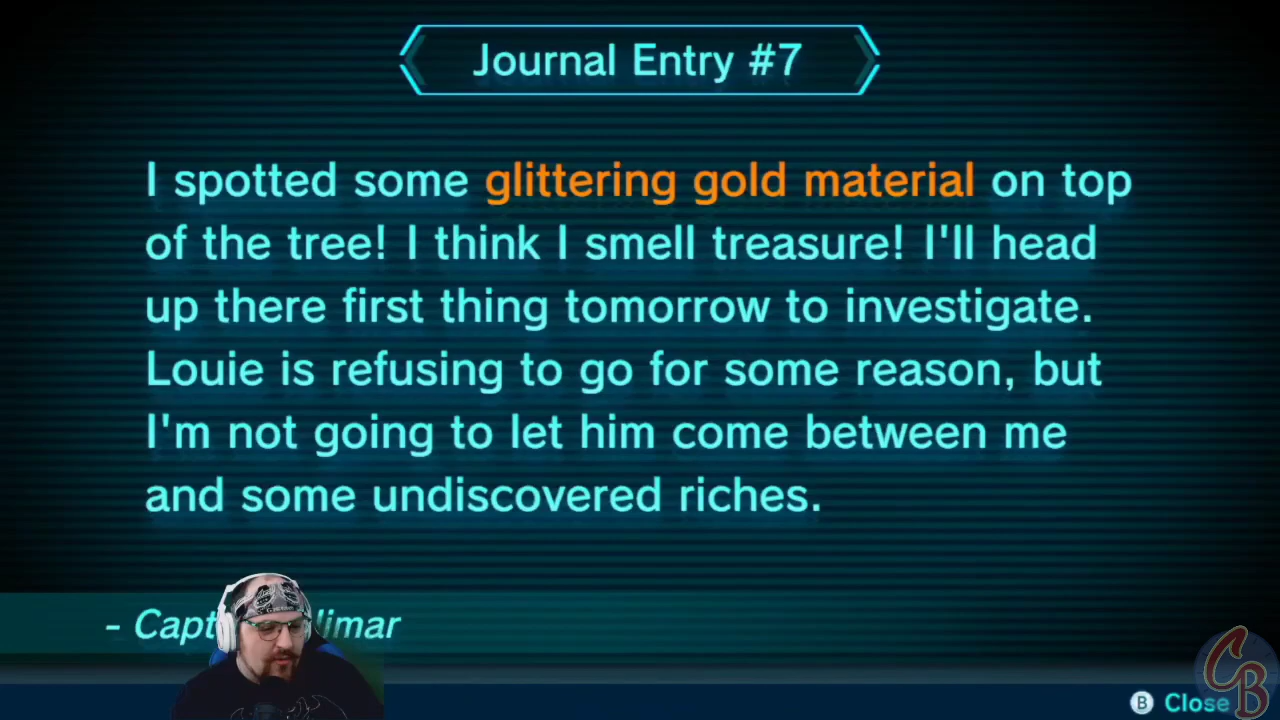 Journal Entry #7
I spotted some glittering gold material on top
of the tree! I think I smell treasure! I'll head
up there first thing tomorrow to investigate.
Louie is refusing to go for some reason, but
I'm not going to let him come between me
and some undiscovered riches.
- Capt limar
B Close
CB